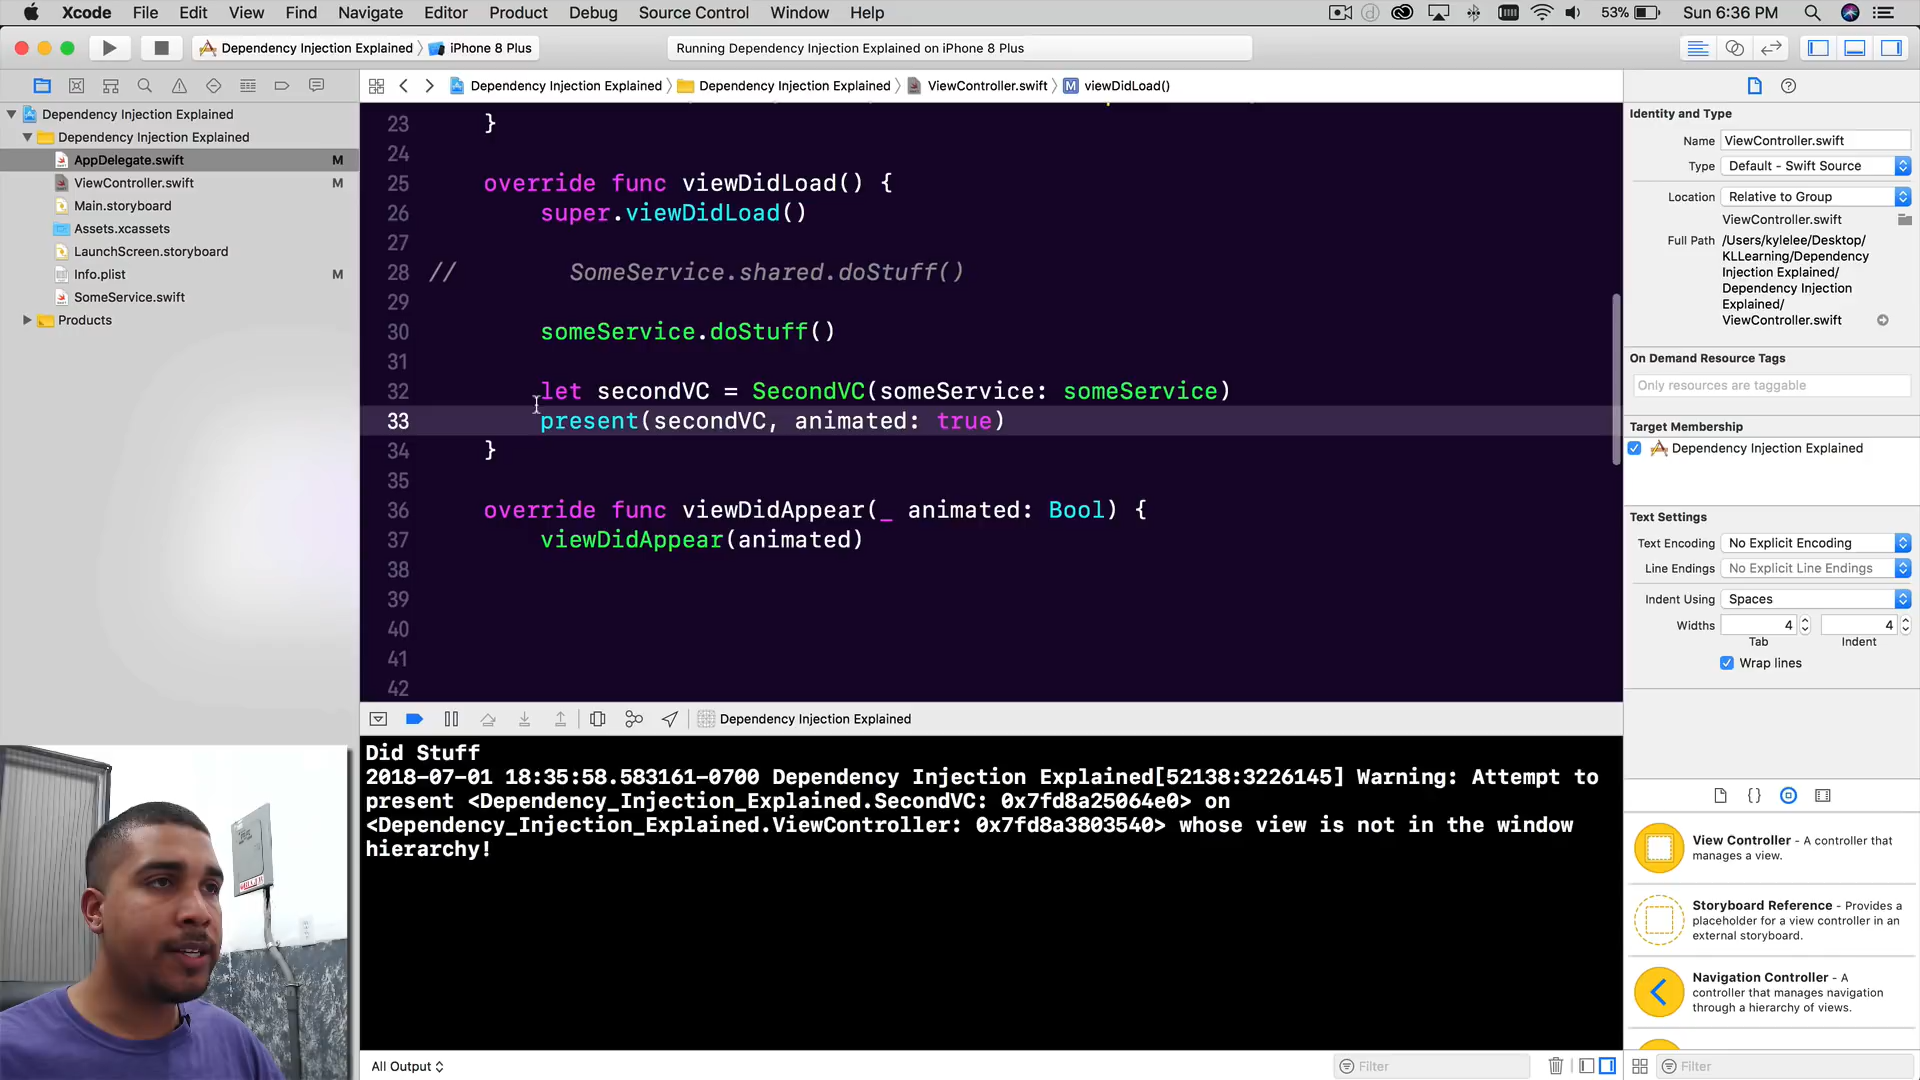 Xcode File Edit View Find Navigate Editor Product Debug Source Control Window Help 53% Sun 6:36 PM
Dependency Injection Explained iPhone 8 Plus Running Dependency Injection Explained on iPhone 8 Plus
Dependency Injection Explained Dependency Injection Explained ViewController.swift M viewDidLoad()
Dependency Injection Explained
Dependency Injection Explained
AppDelegate.swift M
ViewController.swift M
Main.storyboard
Assets.xcassets
LaunchScreen.storyboard
Info.plist M
SomeService.swift
Products
23 }
24
25 override func viewDidLoad() {
26 super.viewDidLoad()
27
28 // SomeService.shared.doStuff()
29
30 someService.doStuff()
31
32 let secondVC = SecondVC(someService: someService)
33 present(secondVC, animated: true)
34 }
35
36 override func viewDidAppear(_ animated: Bool) {
37 viewDidAppear(animated)
38
39
40
41
42
Dependency Injection Explained
Did Stuff
2018-07-01 18:35:58.583161-0700 Dependency Injection Explained[52138:3226145] Warning: Attempt to
present <Dependency_Injection_Explained.SecondVC: 0x7fd8a25064e0> on
<Dependency_Injection_Explained.ViewController: 0x7fd8a3803540> whose view is not in the window
hierarchy!
All Output Filter
Identity and Type
Name ViewController.swift
Type Default - Swift Source
Location Relative to Group
ViewController.swift
Full Path /Users/kylelee/Desktop/
KLLearning/Dependency
Injection Explained/
Dependency Injection
Explained/
ViewController.swift
On Demand Resource Tags
Only resources are taggable
Target Membership
Dependency Injection Explained
Text Settings
Text Encoding No Explicit Encoding
Line Endings No Explicit Line Endings
Indent Using Spaces
Widths 4 4
Tab Indent
Wrap lines
{}
View Controller - A controller that
manages a view.
Storyboard Reference - Provides a
placeholder for a view controller in an
external storyboard.
Navigation Controller - A
controller that manages navigation
through a hierarchy of views.
Filter